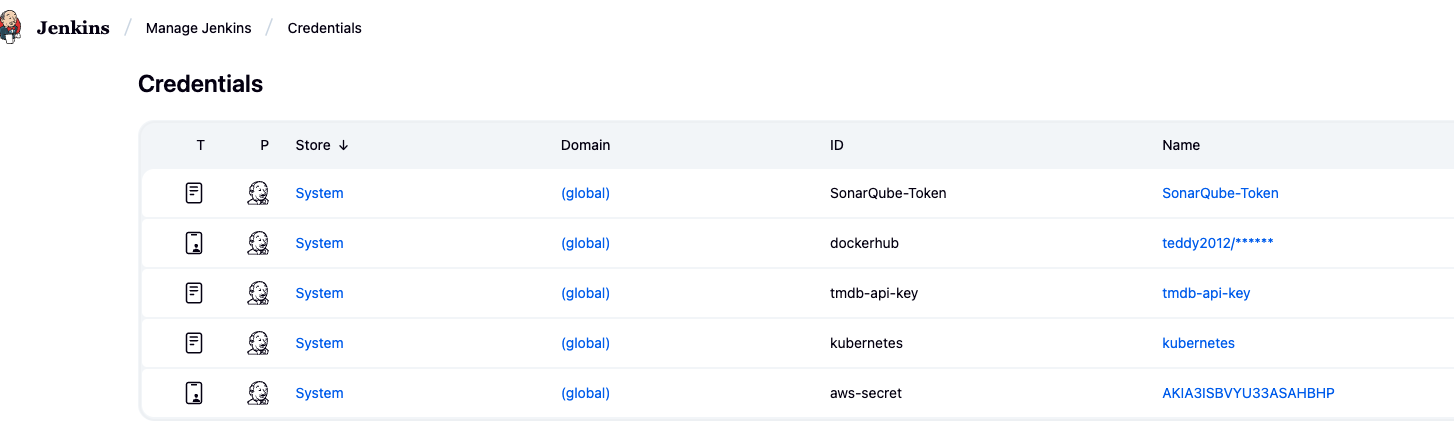 Jenkins / Manage Jenkins / Credentials
Credentials
T P Store ↓ Domain ID Name
System (global) SonarQube-Token SonarQube-Token
System (global) dockerhub teddy2012/******
System (global) tmdb-api-key tmdb-api-key
System (global) kubernetes kubernetes
System (global) aws-secret AKIA3ISBVYU33ASAHBHP